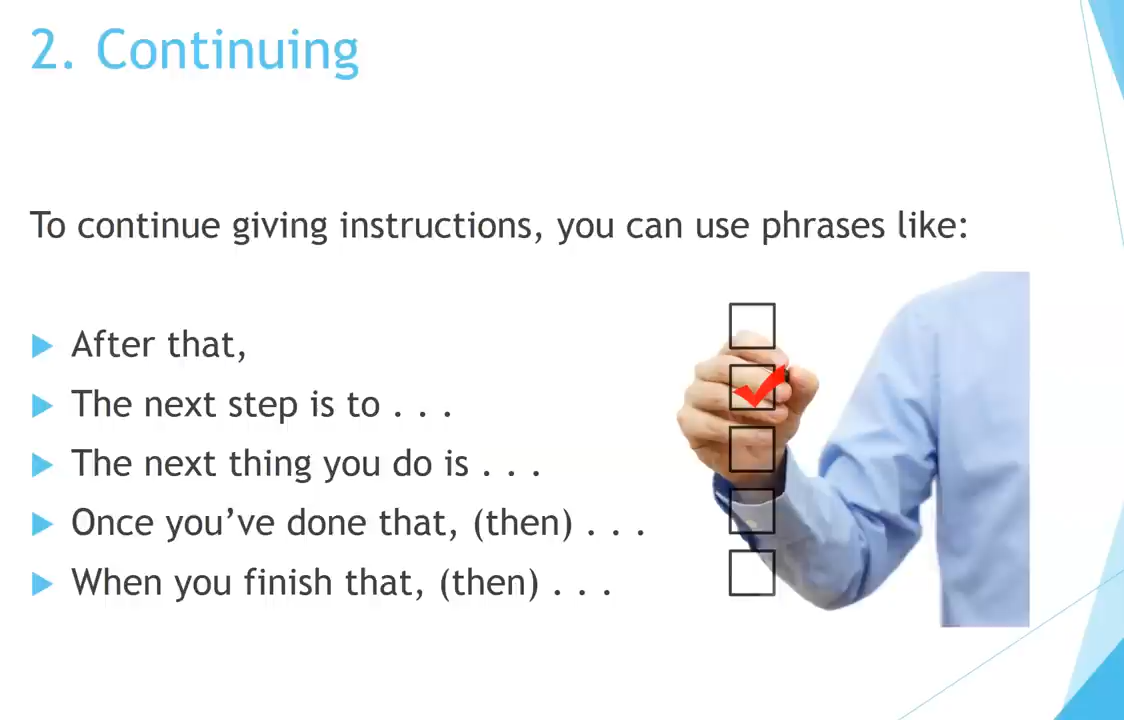 2. Continuing
To continue giving instructions, you can use phrases like:
After that,
The next step is to . . .
The next thing you do is . . .
Once you’ve done that, (then) . . .
When you finish that, (then) . . .